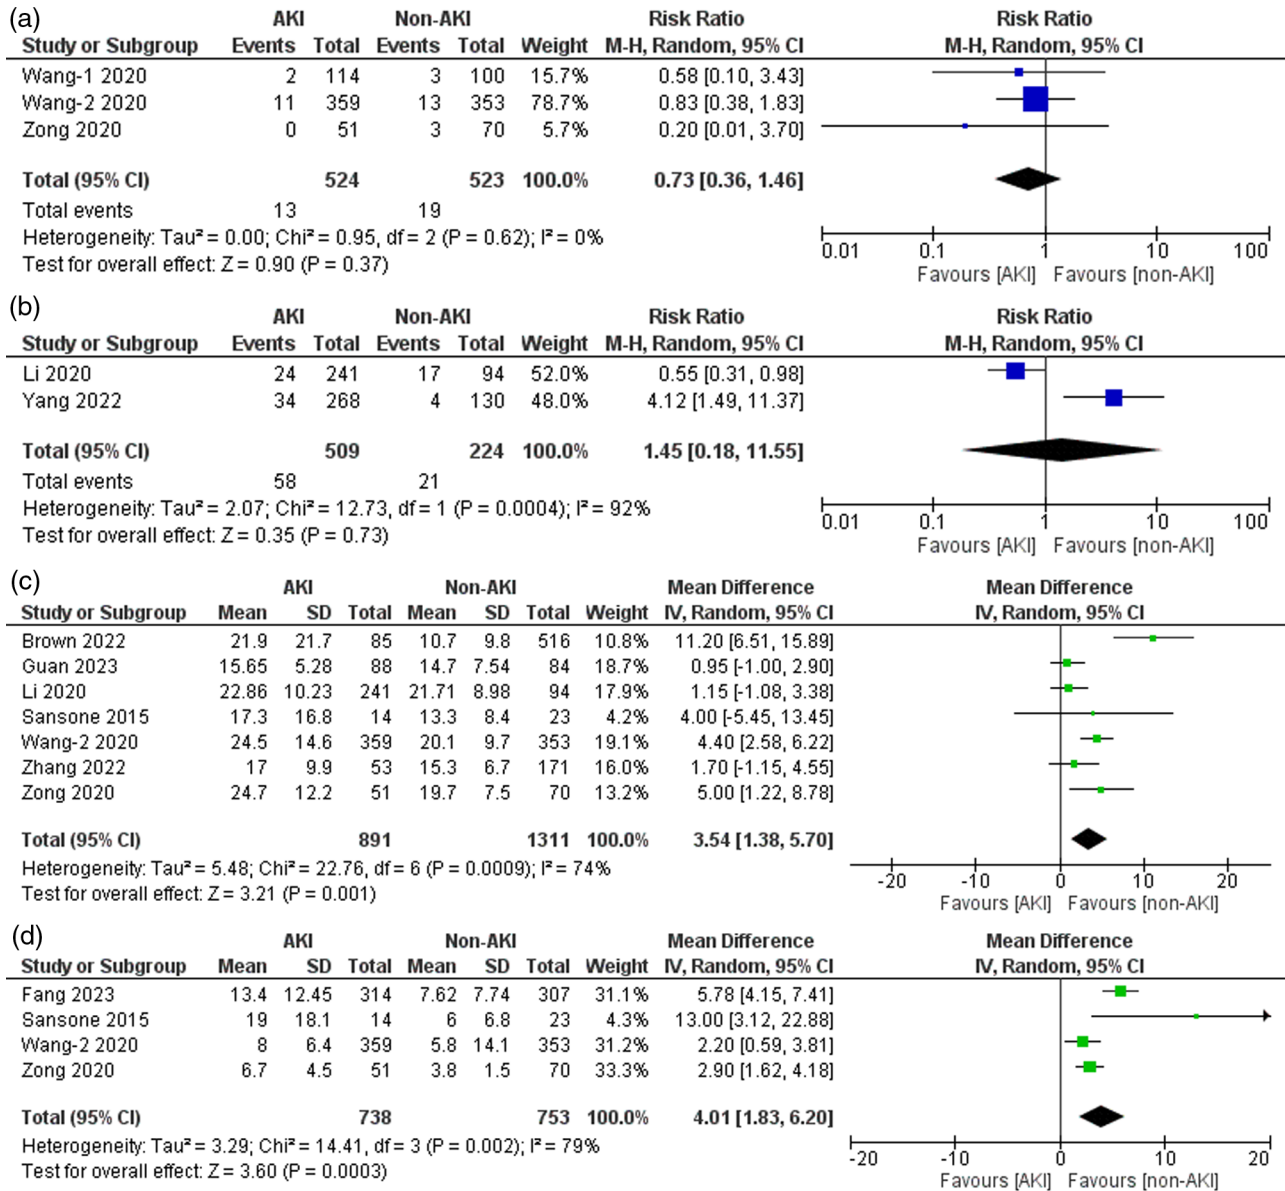 (a)
AKI Non-AKI Risk Ratio Risk Ratio
Study or Subgroup Events Total Events Total Weight M-H, Random, 95% CI M-H, Random, 95% CI
Wang-1 2020 2 114 3 100 15.7% 0.58 [0.10, 3.43]
Wang-2 2020 11 359 13 353 78.7% 0.83 [0.38, 1.83]
Zong 2020 0 51 3 70 5.7% 0.20 [0.01, 3.70]
Total (95% CI) 524 523 100.0% 0.73 [0.36, 1.46]
Total events 13 19
Heterogeneity: Tau² = 0.00; Chi² = 0.95, df = 2 (P = 0.62); I² = 0%
Test for overall effect: Z = 0.90 (P = 0.37)
0.01 0.1 1 10 100
Favours [AKI] Favours [non-AKI]
(b)
AKI Non-AKI Risk Ratio Risk Ratio
Study or Subgroup Events Total Events Total Weight M-H, Random, 95% CI M-H, Random, 95% CI
Li 2020 24 241 17 94 52.0% 0.55 [0.31, 0.98]
Yang 2022 34 268 4 130 48.0% 4.12 [1.49, 11.37]
Total (95% CI) 509 224 100.0% 1.45 [0.18, 11.55]
Total events 58 21
Heterogeneity: Tau² = 2.07; Chi² = 12.73, df = 1 (P = 0.0004); I² = 92%
Test for overall effect: Z = 0.35 (P = 0.73)
0.01 0.1 1 10 100
Favours [AKI] Favours [non-AKI]
(c)
AKI Non-AKI Mean Difference Mean Difference
Study or Subgroup Mean SD Total Mean SD Total Weight IV, Random, 95% CI IV, Random, 95% CI
Brown 2022 21.9 21.7 85 10.7 9.8 516 10.8% 11.20 [6.51, 15.89]
Guan 2023 15.65 5.28 88 14.7 7.54 84 18.7% 0.95 [-1.00, 2.90]
Li 2020 22.86 10.23 241 21.71 8.98 94 17.9% 1.15 [-1.08, 3.38]
Sansone 2015 17.3 16.8 14 13.3 8.4 23 4.2% 4.00 [-5.45, 13.45]
Wang-2 2020 24.5 14.6 359 20.1 9.7 353 19.1% 4.40 [2.58, 6.22]
Zhang 2022 17 9.9 53 15.3 6.7 171 16.0% 1.70 [-1.15, 4.55]
Zong 2020 24.7 12.2 51 19.7 7.5 70 13.2% 5.00 [1.22, 8.78]
Total (95% CI) 891 1311 100.0% 3.54 [1.38, 5.70]
Heterogeneity: Tau² = 5.48; Chi² = 22.76, df = 6 (P = 0.0009); I² = 74%
Test for overall effect: Z = 3.21 (P = 0.001)
-20 -10 0 10 20
Favours [AKI] Favours [non-AKI]
(d)
AKI Non-AKI Mean Difference Mean Difference
Study or Subgroup Mean SD Total Mean SD Total Weight IV, Random, 95% CI IV, Random, 95% CI
Fang 2023 13.4 12.45 314 7.62 7.74 307 31.1% 5.78 [4.15, 7.41]
Sansone 2015 19 18.1 14 6 6.8 23 4.3% 13.00 [3.12, 22.88]
Wang-2 2020 8 6.4 359 5.8 14.1 353 31.2% 2.20 [0.59, 3.81]
Zong 2020 6.7 4.5 51 3.8 1.5 70 33.3% 2.90 [1.62, 4.18]
Total (95% CI) 738 753 100.0% 4.01 [1.83, 6.20]
Heterogeneity: Tau² = 3.29; Chi² = 14.41, df = 3 (P = 0.002); I² = 79%
Test for overall effect: Z = 3.60 (P = 0.0003)
-20 -10 0 10 20
Favours [AKI] Favours [non-AKI]